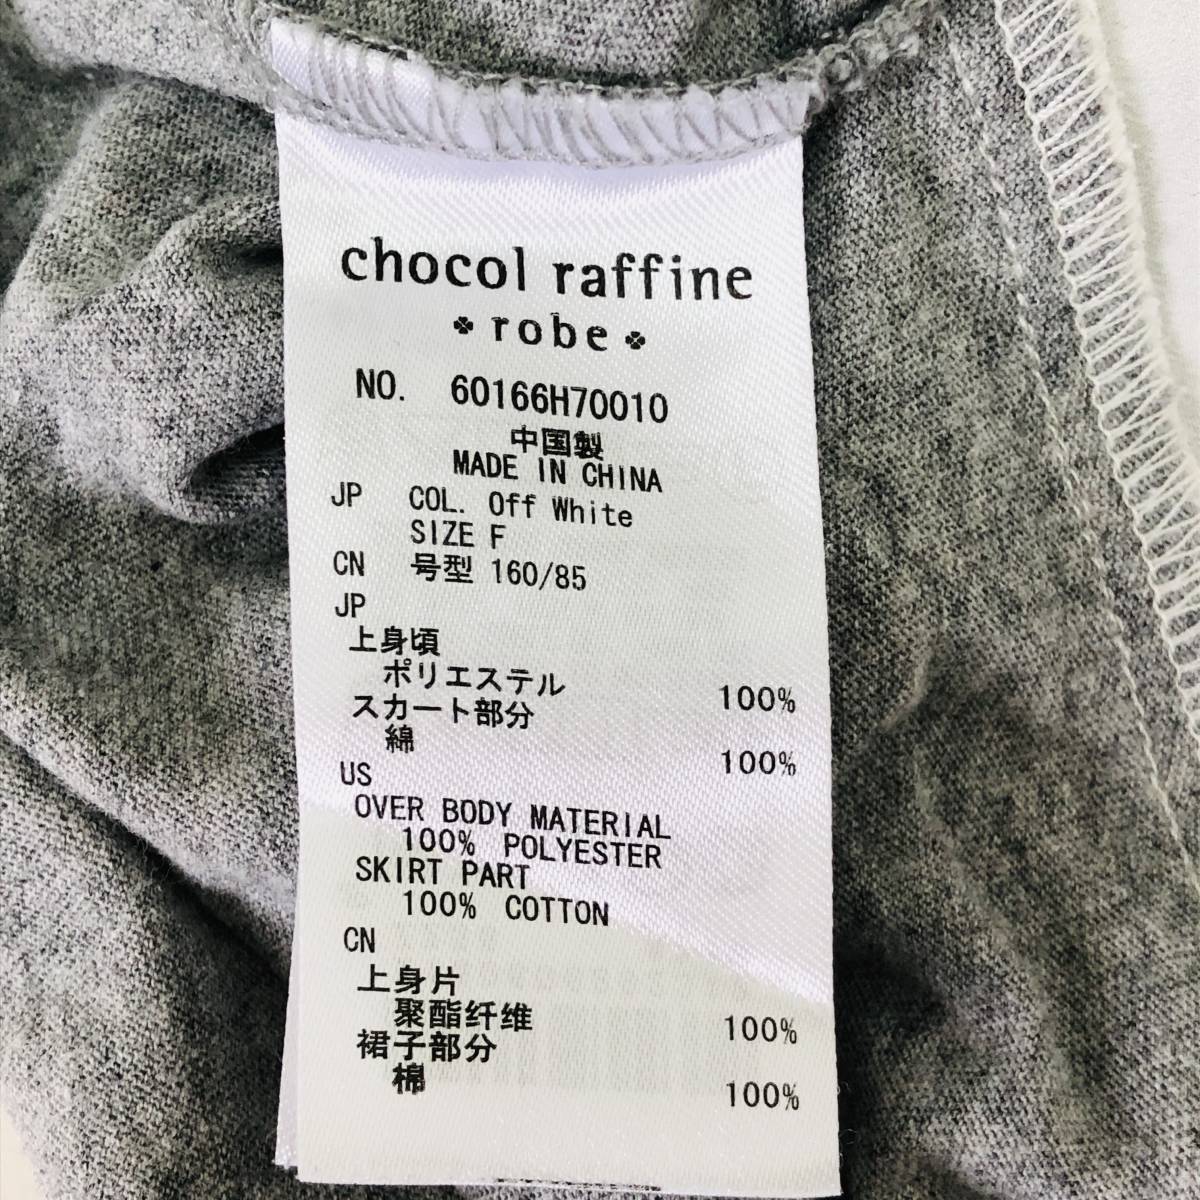 chocol raffine
robe
NO. 60166H70010
中国製
MADE IN CHINA
JP COL. Off White
SIZE F
CN 号型 160/85
JP
上身頃
ポリエステル 100%
スカート部分
綿 100%
US
OVER BODY MATERIAL
100% POLYESTER
SKIRT PART
100% COTTON
CN
上身片
聚酯纤维 100%
裙子部分
棉 100%